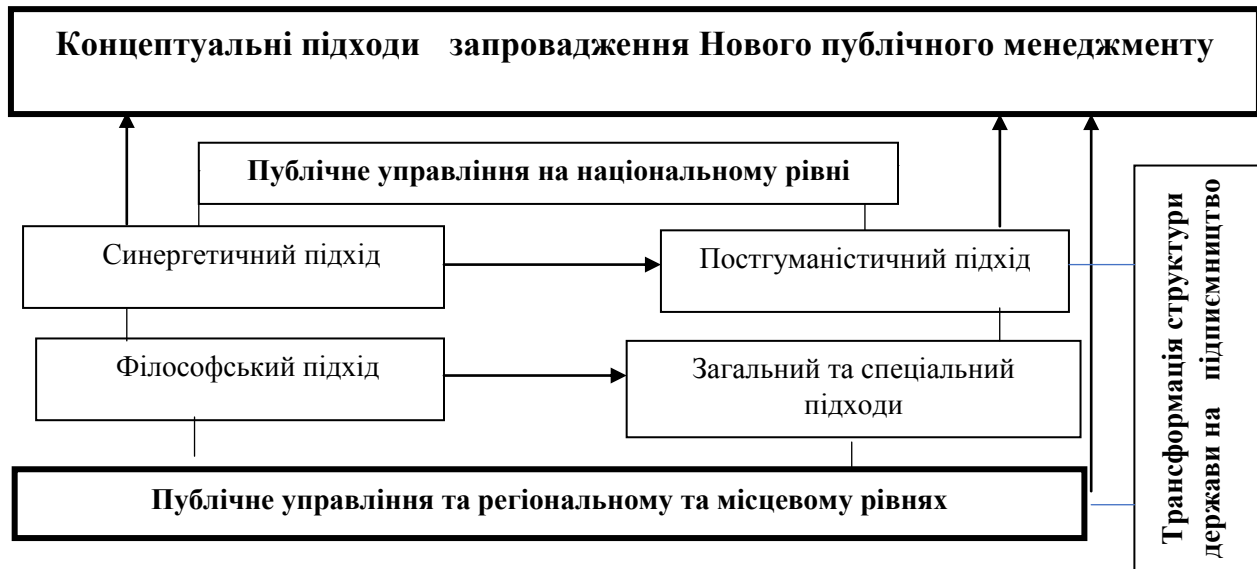 Концептуальні підходи запровадження Нового публічного менеджменту
Публічне управління на національному рівні
Синергетичний підхід
Постгуманістичний підхід
Філософський підхід
Загальний та спеціальний
підходи
Публічне управління та регіональному та місцевому рівнях
Трансформація структури
держави на підписмництво